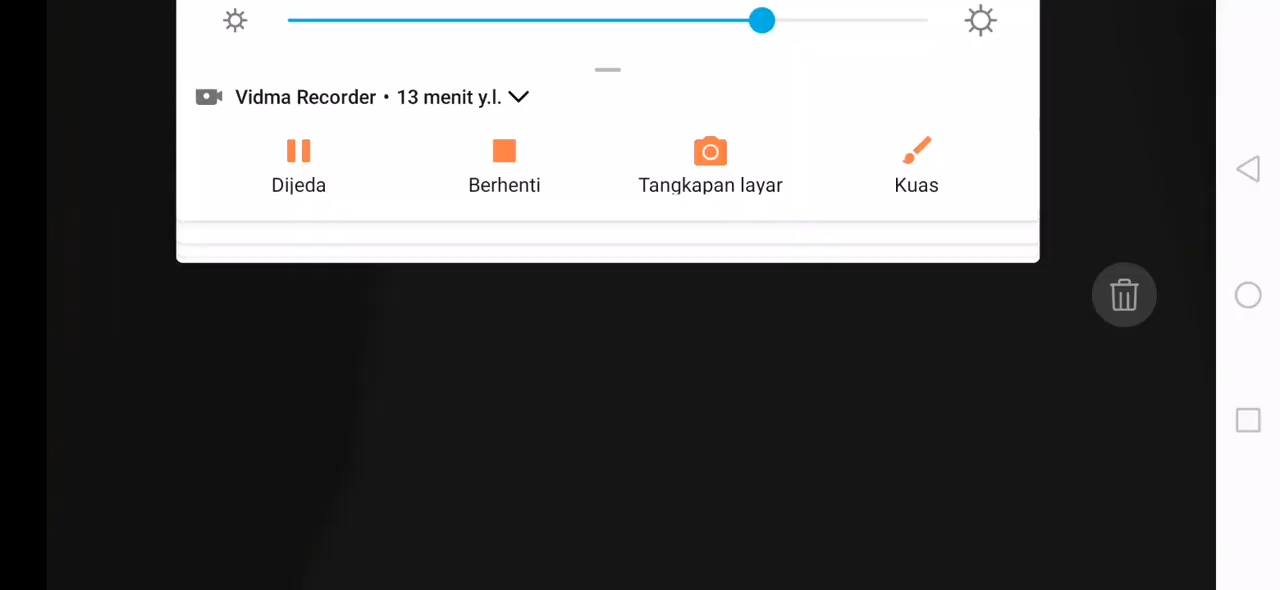 Vidma Recorder • 13 menit y.l.
Dijeda Berhenti Tangkapan layar Kuas